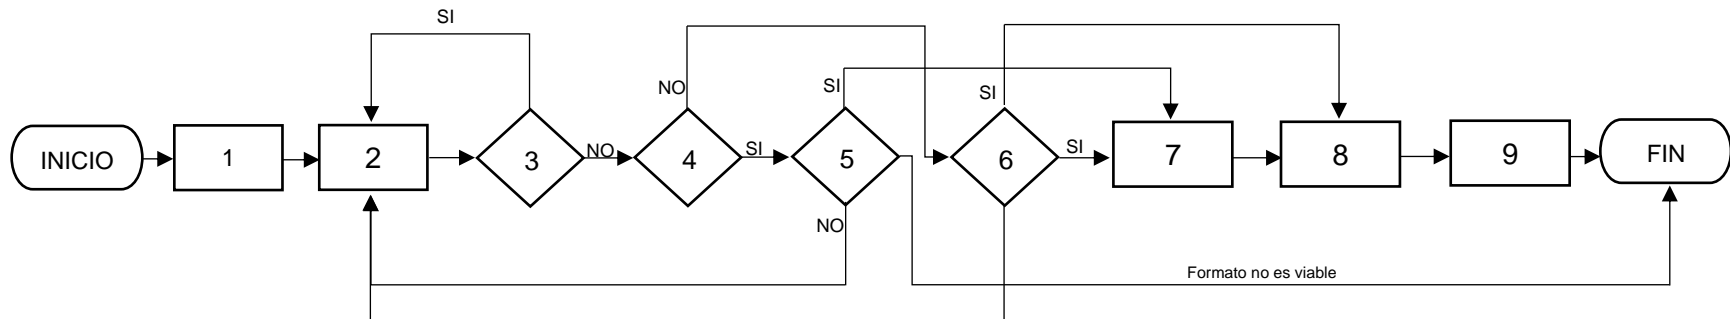 SI
NO
SI
SI
INICIO
1
2
3
NO
4
SI
5
6
SI
7
8
9
FIN
NO
Formato no es viable